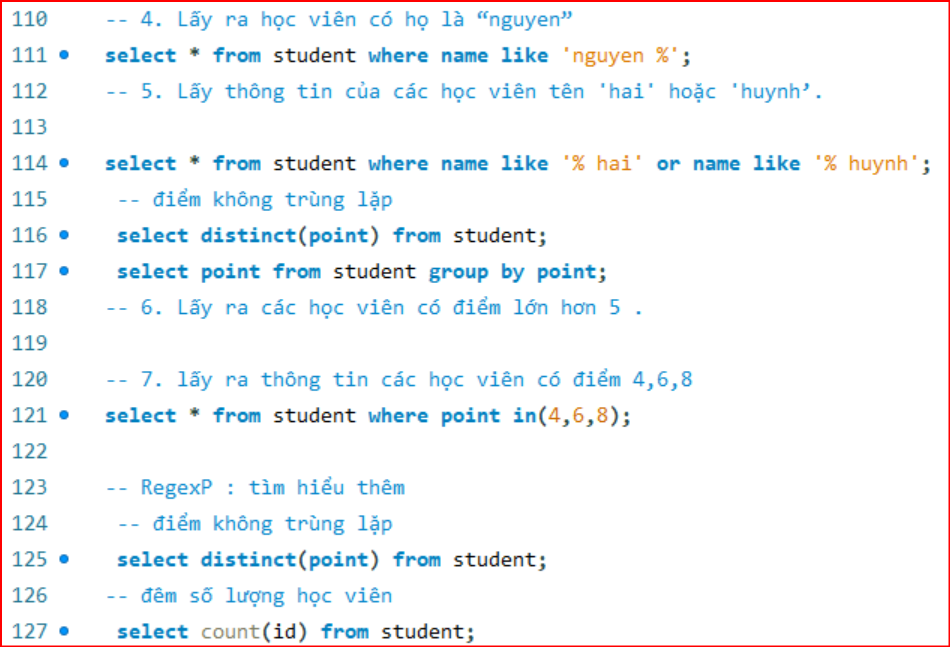 110 -- 4. Lấy ra học viên có họ là “nguyen”
111 select * from student where name like 'nguyen %';
112 -- 5. Lấy thông tin của các học viên tên 'hai' hoặc 'huynh’.
113
114 select * from student where name like '% hai' or name like '% huynh';
115 -- điểm không trùng lặp
116 select distinct(point) from student;
117 select point from student group by point;
118 -- 6. Lấy ra các học viên có điểm lớn hơn 5 .
119
120 -- 7. lấy ra thông tin các học viên có điểm 4,6,8
121 select * from student where point in(4,6,8);
122
123 -- RegexP : tìm hiểu thêm
124 -- điểm không trùng lặp
125 select distinct(point) from student;
126 -- đêm số lượng học viên
127 select count(id) from student;